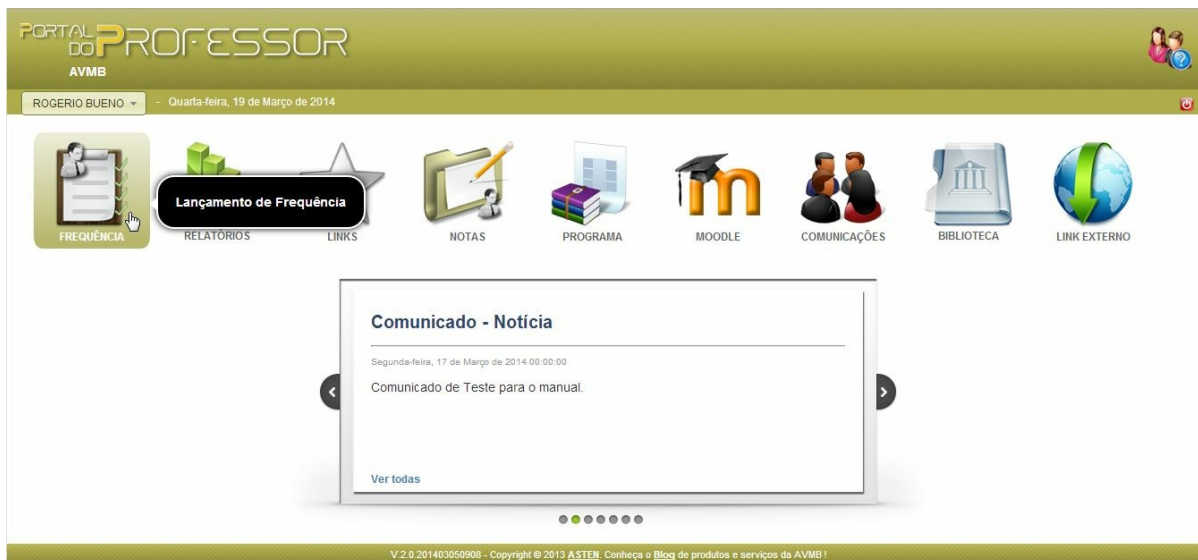 PORTAL
DO PROFESSOR
AVMB
ROGERIO BUENO - Quarta-feira, 19 de Março de 2014
Lançamento de Frequência
FREQUÊNCIA RELATÓRIOS LINKS NOTAS PROGRAMA MOODLE COMUNICAÇÕES BIBLIOTECA LINK EXTERNO
Comunicado - Notícia
Segunda-feira, 17 de Março de 2014 00:00:00
Comunicado de Teste para o manual.
Ver todas
V.2.0.201403050908 - Copyright © 2013 ASTEN. Conheça o Blog de produtos e serviços da AVMB!